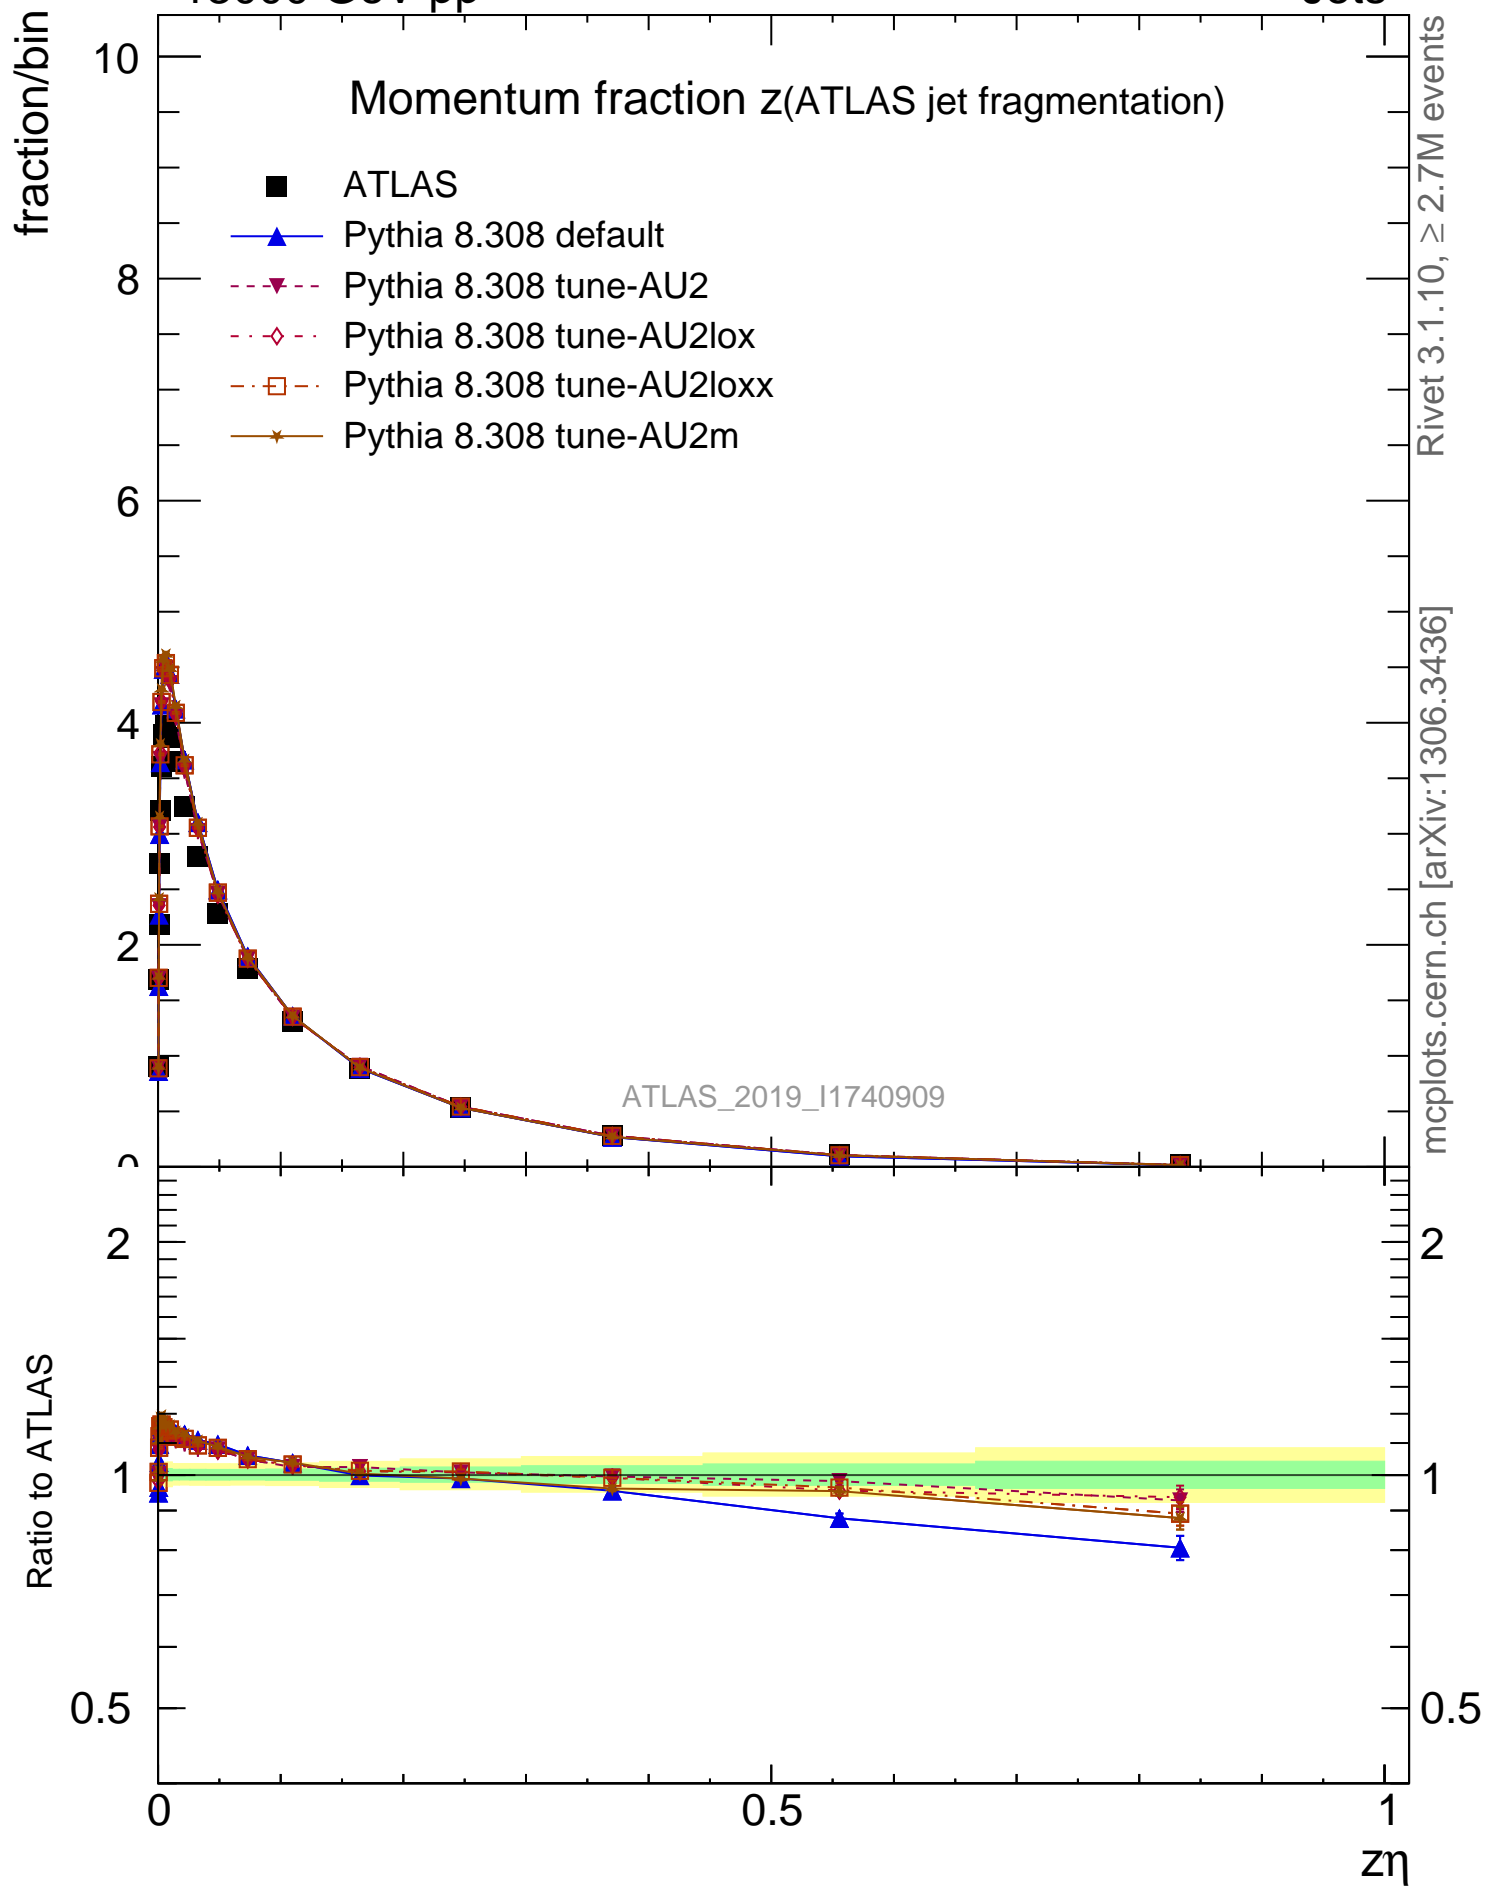 fraction/bin
10
Momentum fraction z(ATLAS jet fragmentation)
ATLAS
Pythia 8.308 default
Pythia 8.308 tune-AU2
Pythia 8.308 tune-AU2lox
Pythia 8.308 tune-AU2loxx
Pythia 8.308 tune-AU2m
8
6
4
2
0
ATLAS_2019_I1740909
Rivet 3.1.10, ≥ 2.7M events
mcplots.cern.ch [arXiv:1306.3436]
Ratio to ATLAS
2
2
1
1
0.5
0.5
0
0.5
1
zη